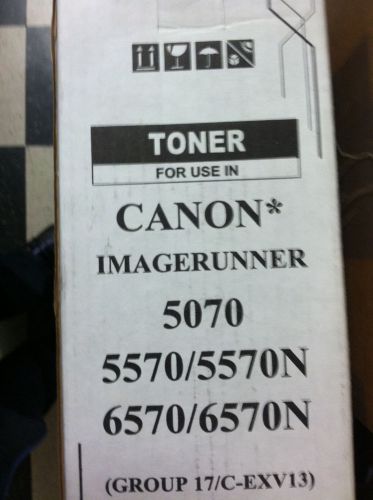 TONER
FOR USE IN
CANON*
IMAGERUNNER
5070
5570/5570N
6570/6570N
(GROUP 17/C-EXV13)